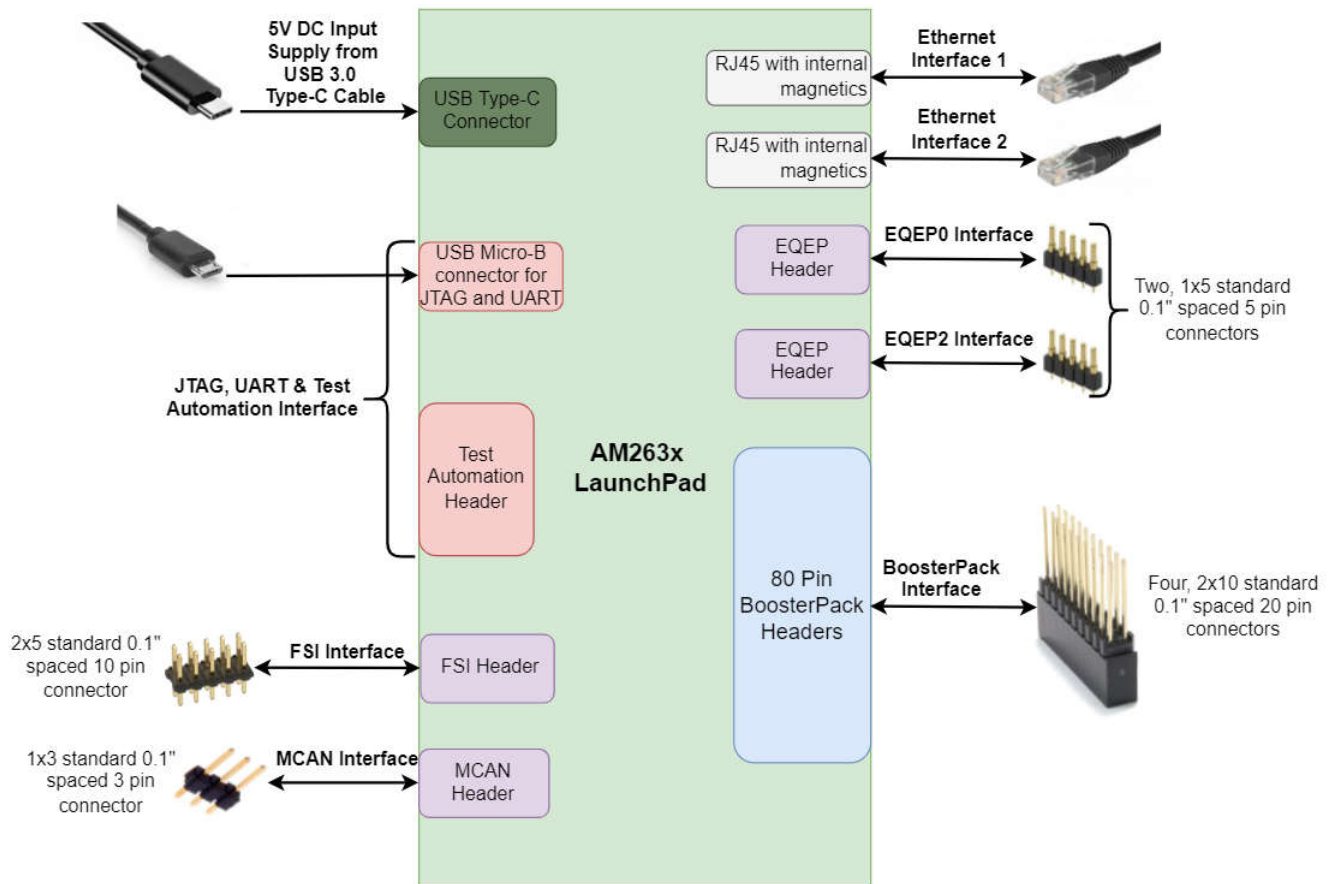 5V DC Input
Supply from
USB 3.0
Type-C Cable
USB Type-C
Connector
RJ45 with internal
magnetics
Ethernet
Interface 1
RJ45 with internal
magnetics
Ethernet
Interface 2
USB Micro-B
connector for
JTAG and UART
JTAG, UART & Test
Automation Interface
Test
Automation
Header
EQEP
Header
EQEP0 Interface
EQEP
Header
EQEP2 Interface
Two, 1x5 standard
0.1" spaced 5 pin
connectors
AM263x
LaunchPad
80 Pin
BoosterPack
Headers
BoosterPack
Interface
Four, 2x10 standard
0.1" spaced 20 pin
connectors
2x5 standard 0.1"
spaced 10 pin
connector
FSI Interface
FSI Header
1x3 standard 0.1"
spaced 3 pin
connector
MCAN Interface
MCAN
Header